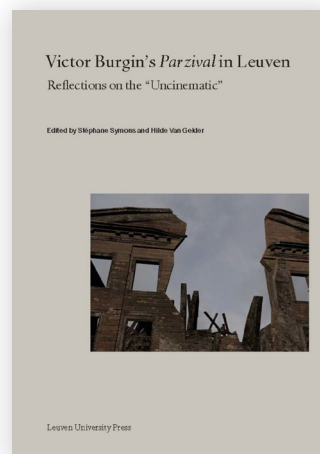 Victor Burgin’s Parzival in Leuven
Reflections on the “Uncinematic”
Edited by Stéphane Symons and Hilde Van Gelder
Leuven University Press